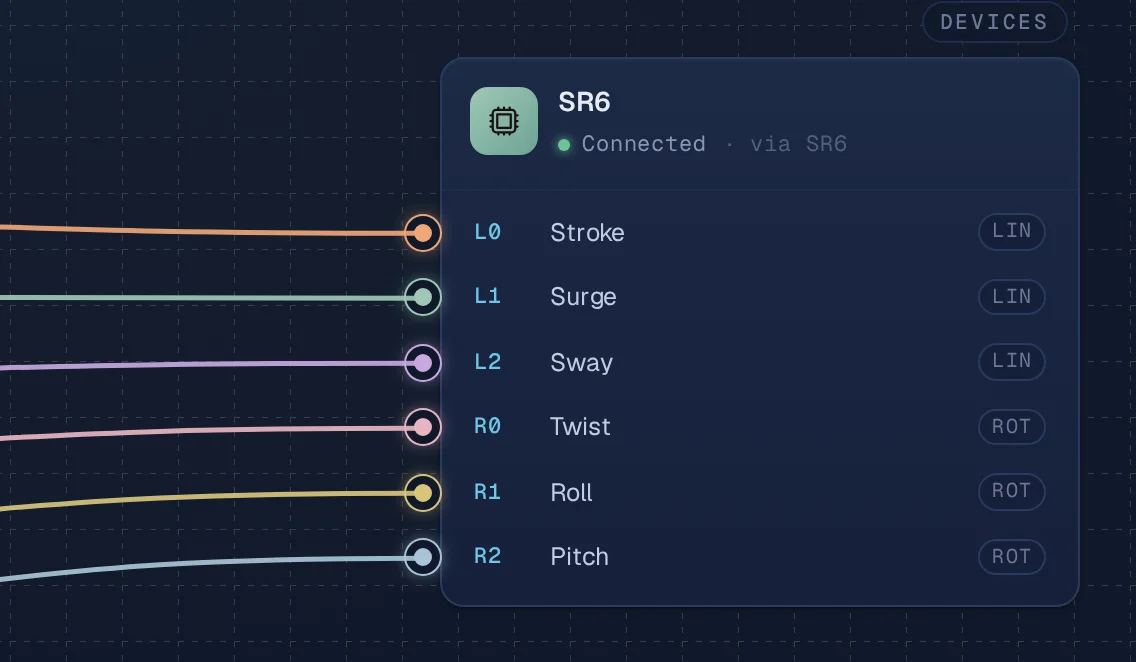 DEVICES
SR6
Connected · via SR6
L0 Stroke LIN
L1 Surge LIN
L2 Sway LIN
R0 Twist ROT
R1 Roll ROT
R2 Pitch ROT